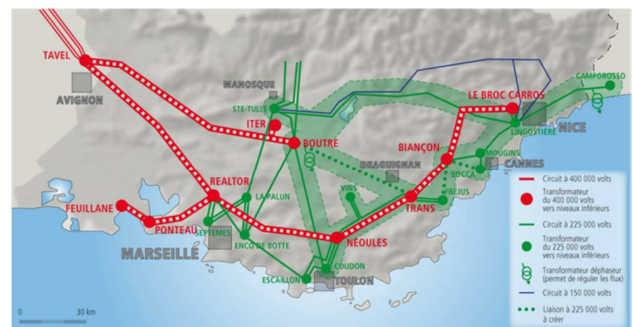 TAVEL
AVIGNON
MANOSQUE
STE-TULLE
ITER
BOUTRE
CAMPOROSSO
LE BROC CARROS
NICE
LINGOSTIÈRE
BIANÇON
MOUGINS
CANNES
BOCCA
DRAGUIGNAN
FRÉJUS
REALTOR
LA PALUN
VINS
TRANS
FEUILLANE
PONTEAU
SEPTEMES
ENCO DE BOTTE
NÉOULES
MARSEILLE
COUDON
ESCAILLON
TOULON
0 30 km
Circuit à 400 000 volts
Transformateur
du 400 000 volts
vers niveaux inférieurs
Circuit à 225 000 volts
Transformateur
du 225 000 volts
vers niveaux inférieurs
Transformateur déphaseur
(permet de réguler les flux)
Circuit à 150 000 volts
Liaison à 225 000 volts
à créer